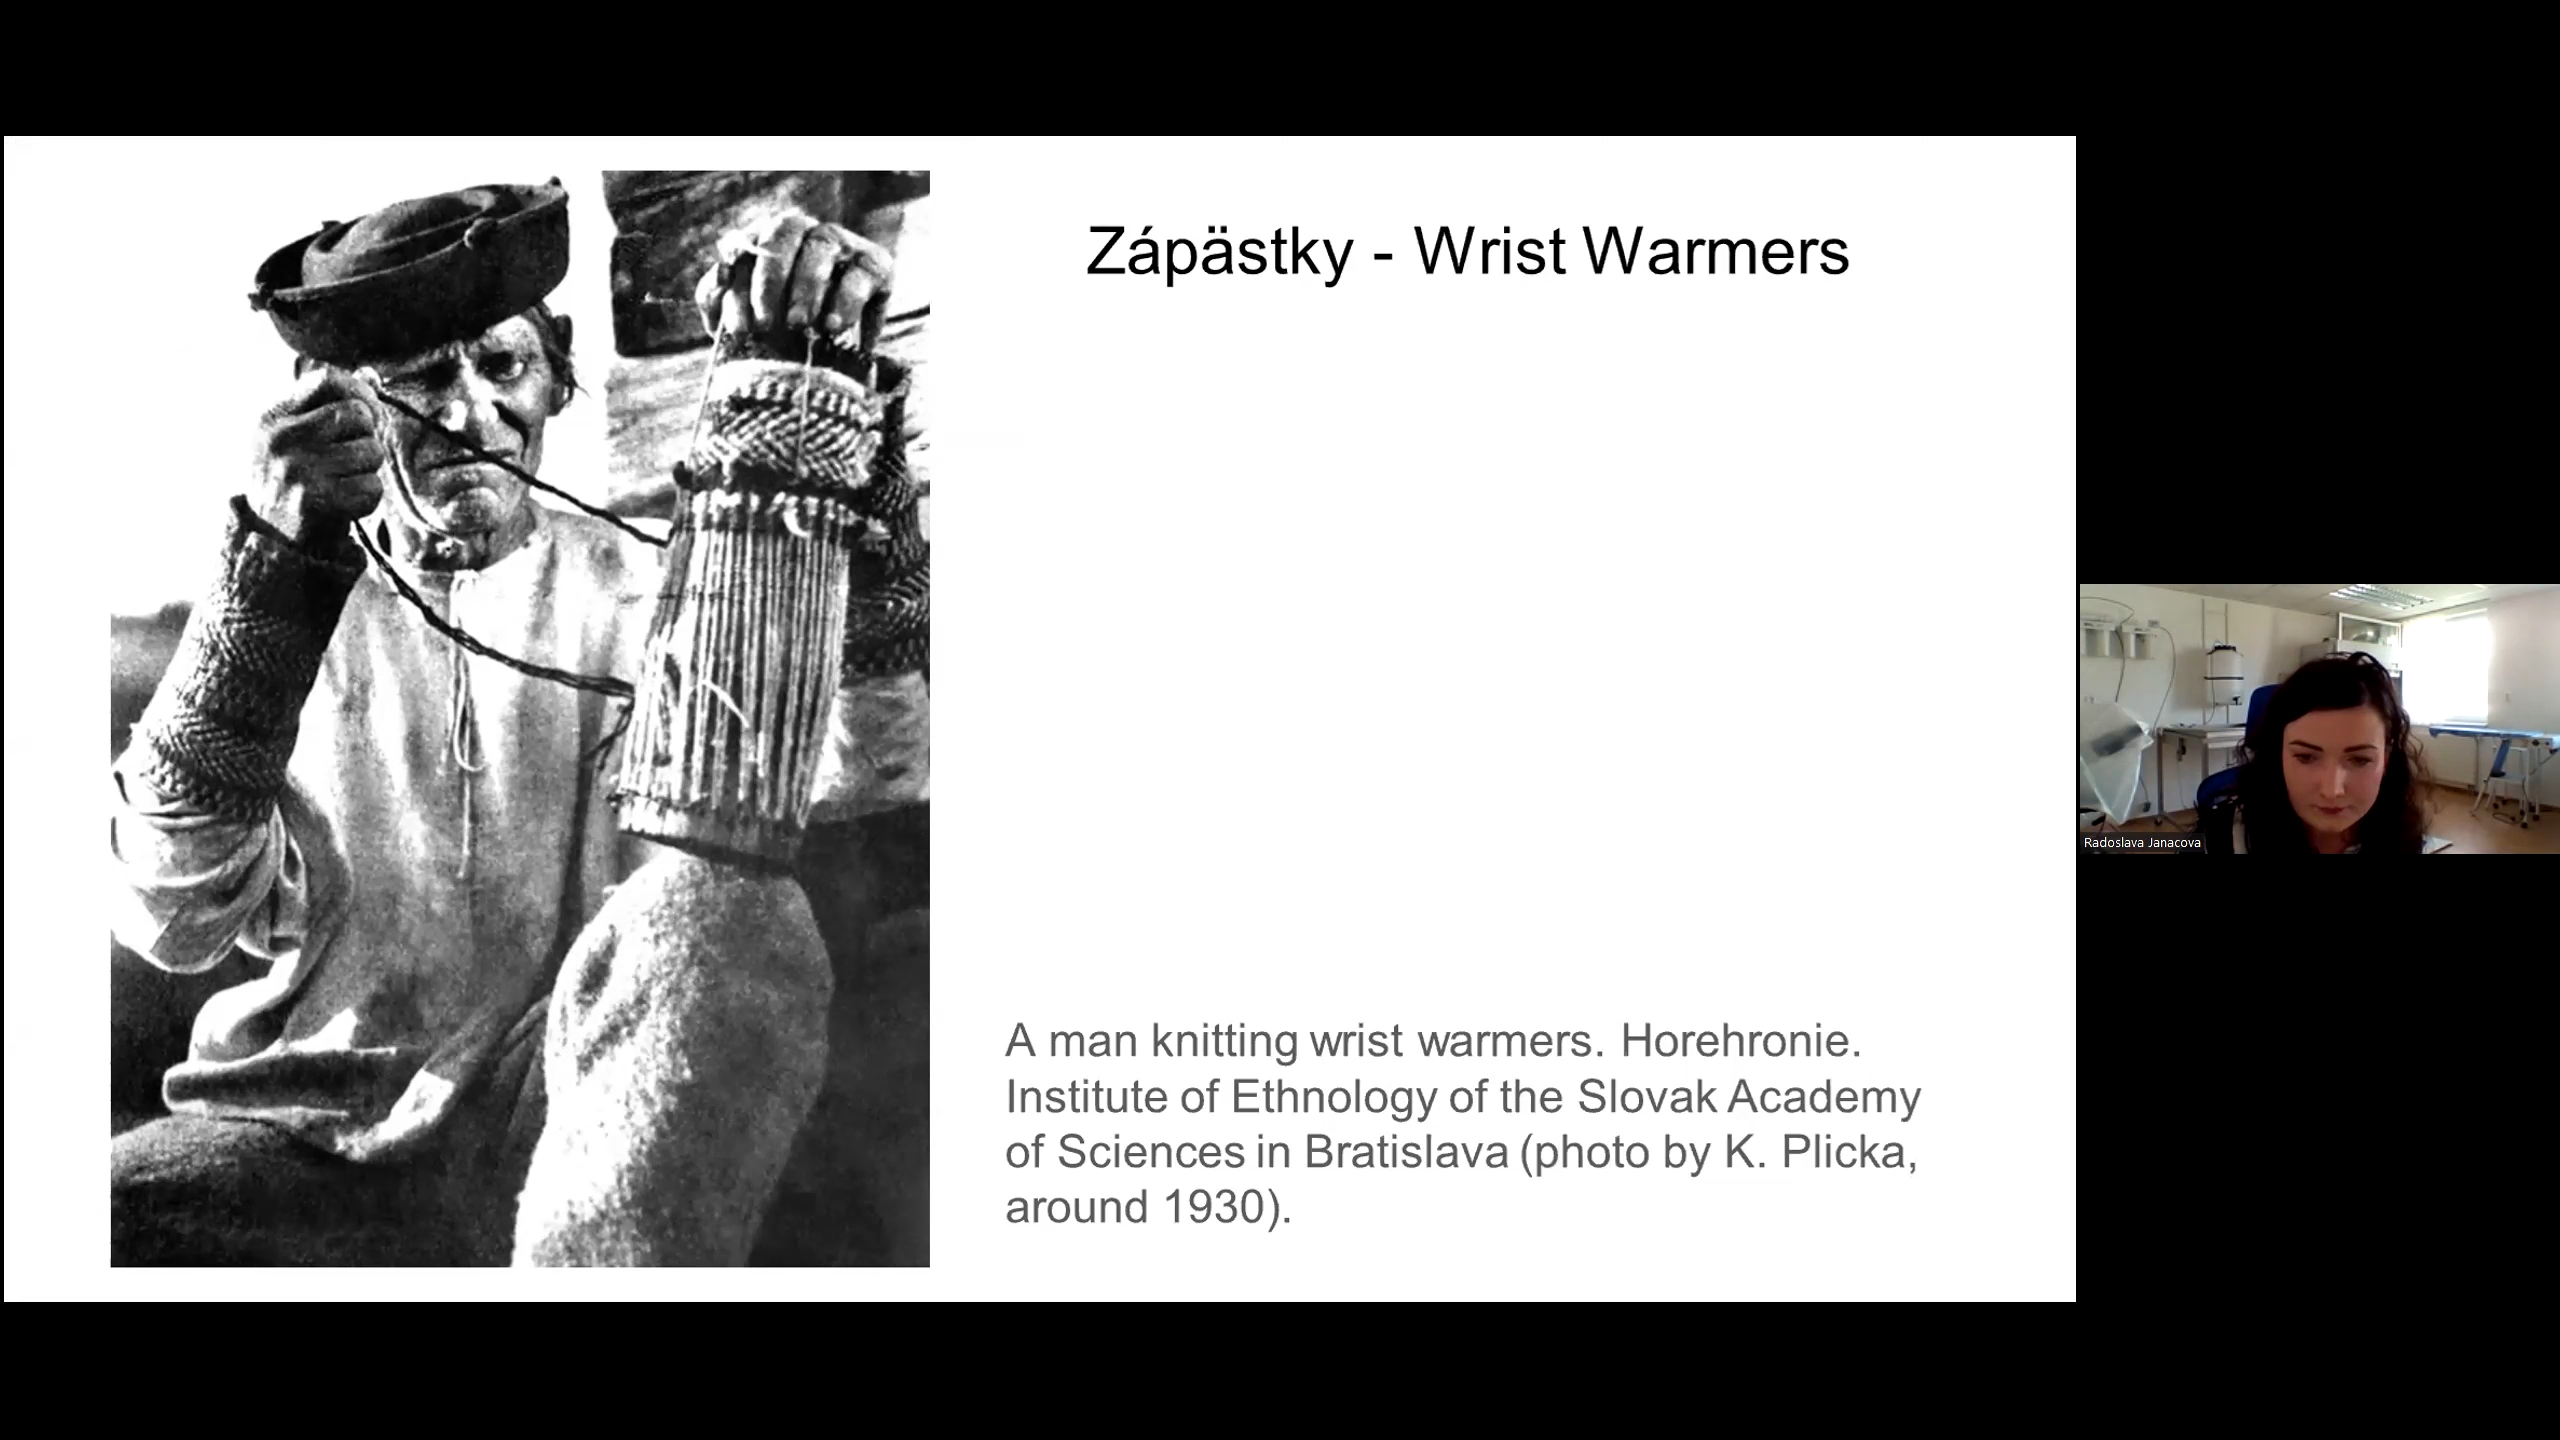 Zápästky - Wrist Warmers
A man knitting wrist warmers. Horehronie.
Institute of Ethnology of the Slovak Academy
of Sciences in Bratislava (photo by K. Plicka,
around 1930).
Radoslava Janacova